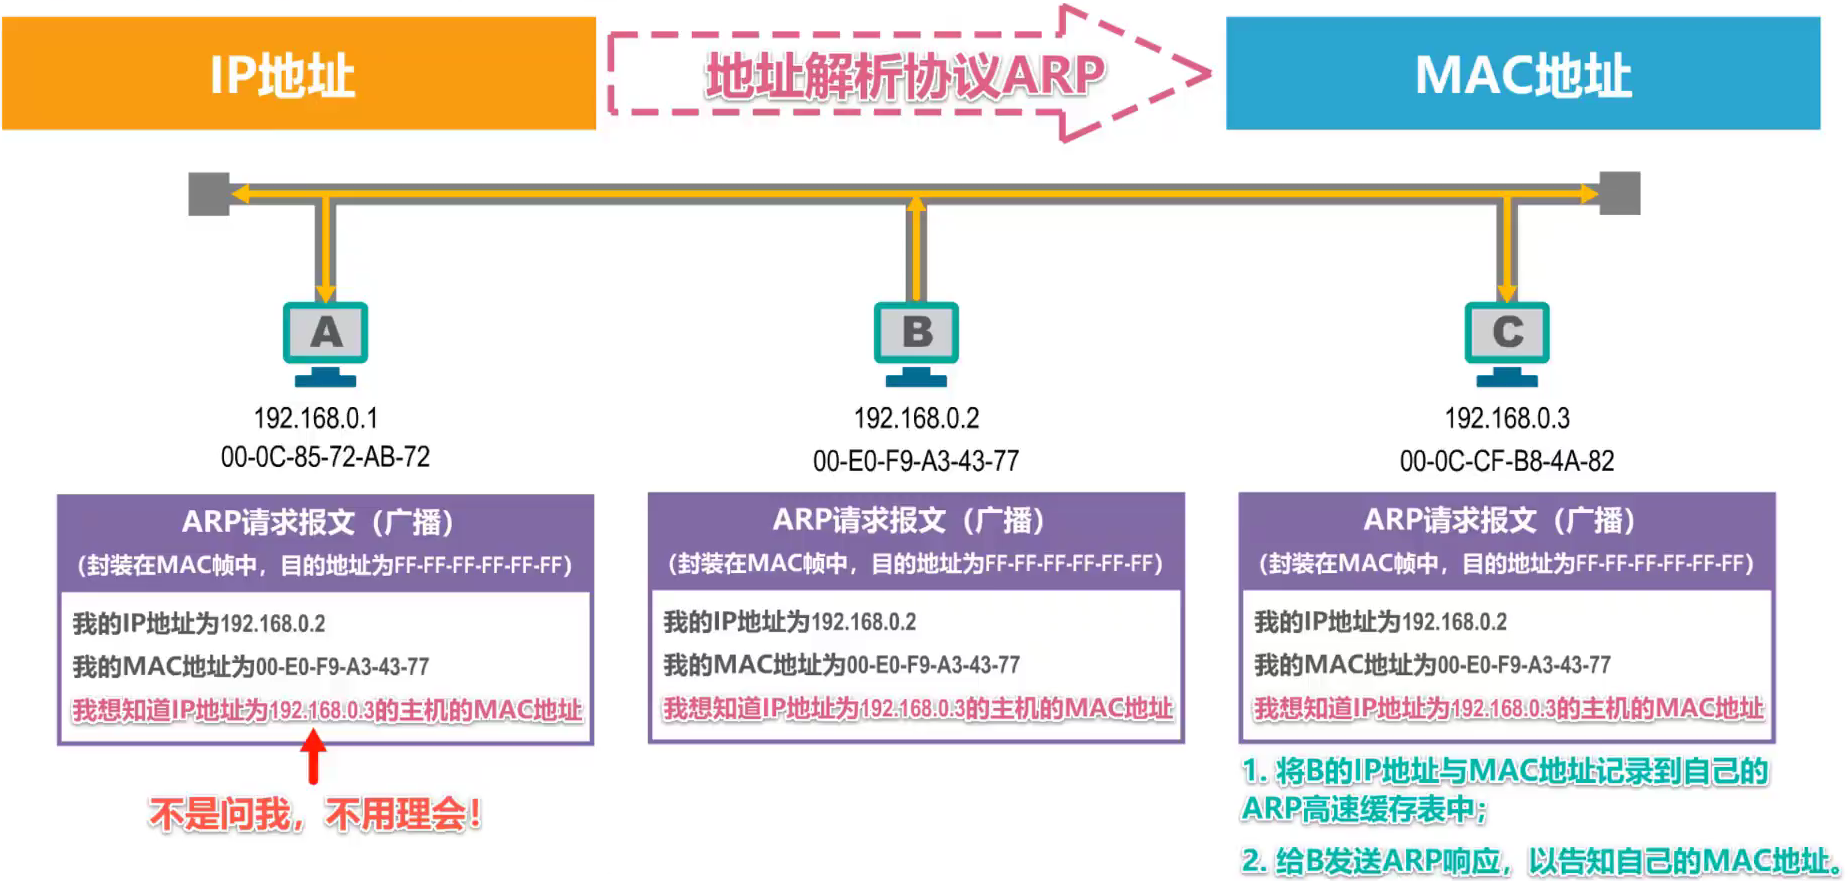 IP地址
地址解析协议ARP
MAC地址
A
B
C
192.168.0.1
00-0C-85-72-AB-72
192.168.0.2
00-E0-F9-A3-43-77
192.168.0.3
00-0C-CF-B8-4A-82
ARP请求报文（广播）
（封装在MAC帧中，目的地址为FF-FF-FF-FF-FF-FF）
我的IP地址为192.168.0.2
我的MAC地址为00-E0-F9-A3-43-77
我想知道IP地址为192.168.0.3的主机的MAC地址
不是问我，不用理会！
ARP请求报文（广播）
（封装在MAC帧中，目的地址为FF-FF-FF-FF-FF-FF）
我的IP地址为192.168.0.2
我的MAC地址为00-E0-F9-A3-43-77
我想知道IP地址为192.168.0.3的主机的MAC地址
ARP请求报文（广播）
（封装在MAC帧中，目的地址为FF-FF-FF-FF-FF-FF）
我的IP地址为192.168.0.2
我的MAC地址为00-E0-F9-A3-43-77
我想知道IP地址为192.168.0.3的主机的MAC地址
1. 将B的IP地址与MAC地址记录到自己的
ARP高速缓存表中；
2. 给B发送ARP响应，以告知自己的MAC地址。